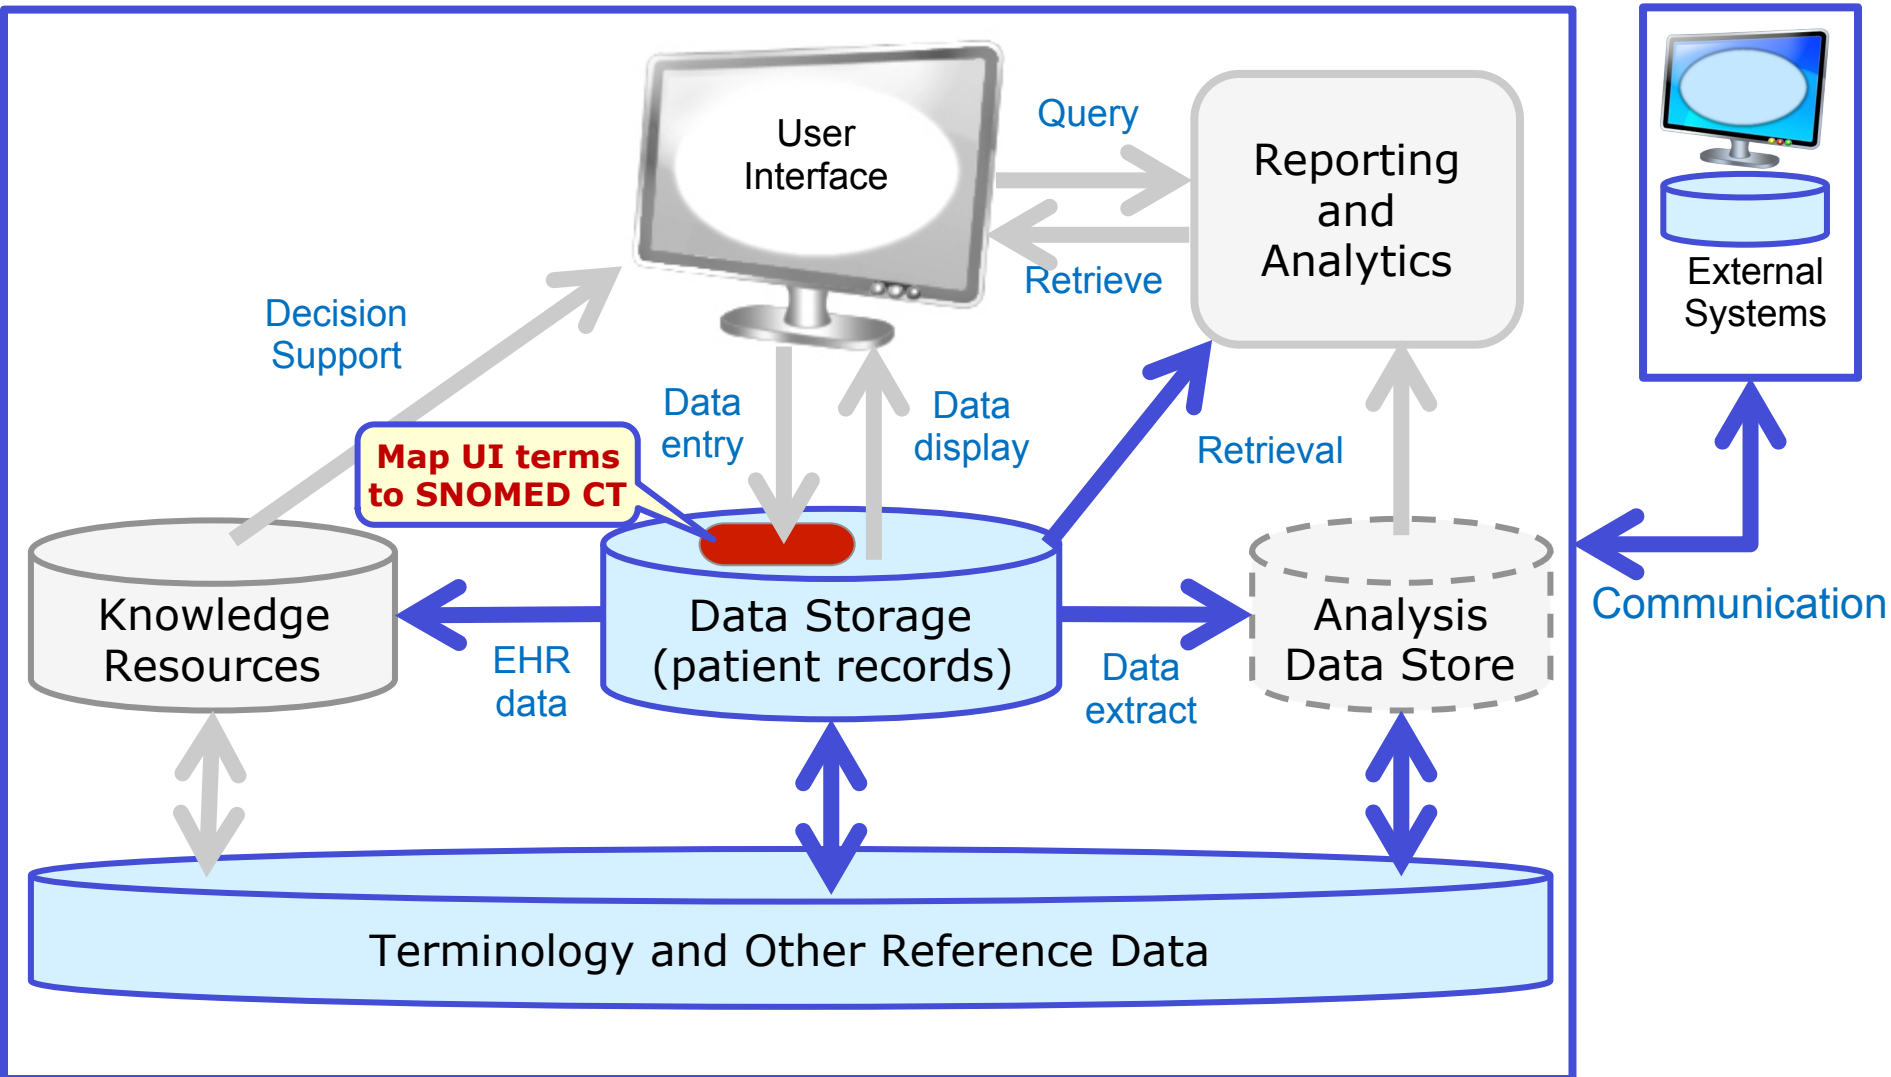 User
Interface
Query
Retrieve
Reporting
and
Analytics
External
Systems
Decision
Support
Data
entry
Data
display
Retrieval
Map UI terms
to SNOMED CT
Knowledge
Resources
EHR
data
Data Storage
(patient records)
Data
extract
Analysis
Data Store
Communication
Terminology and Other Reference Data